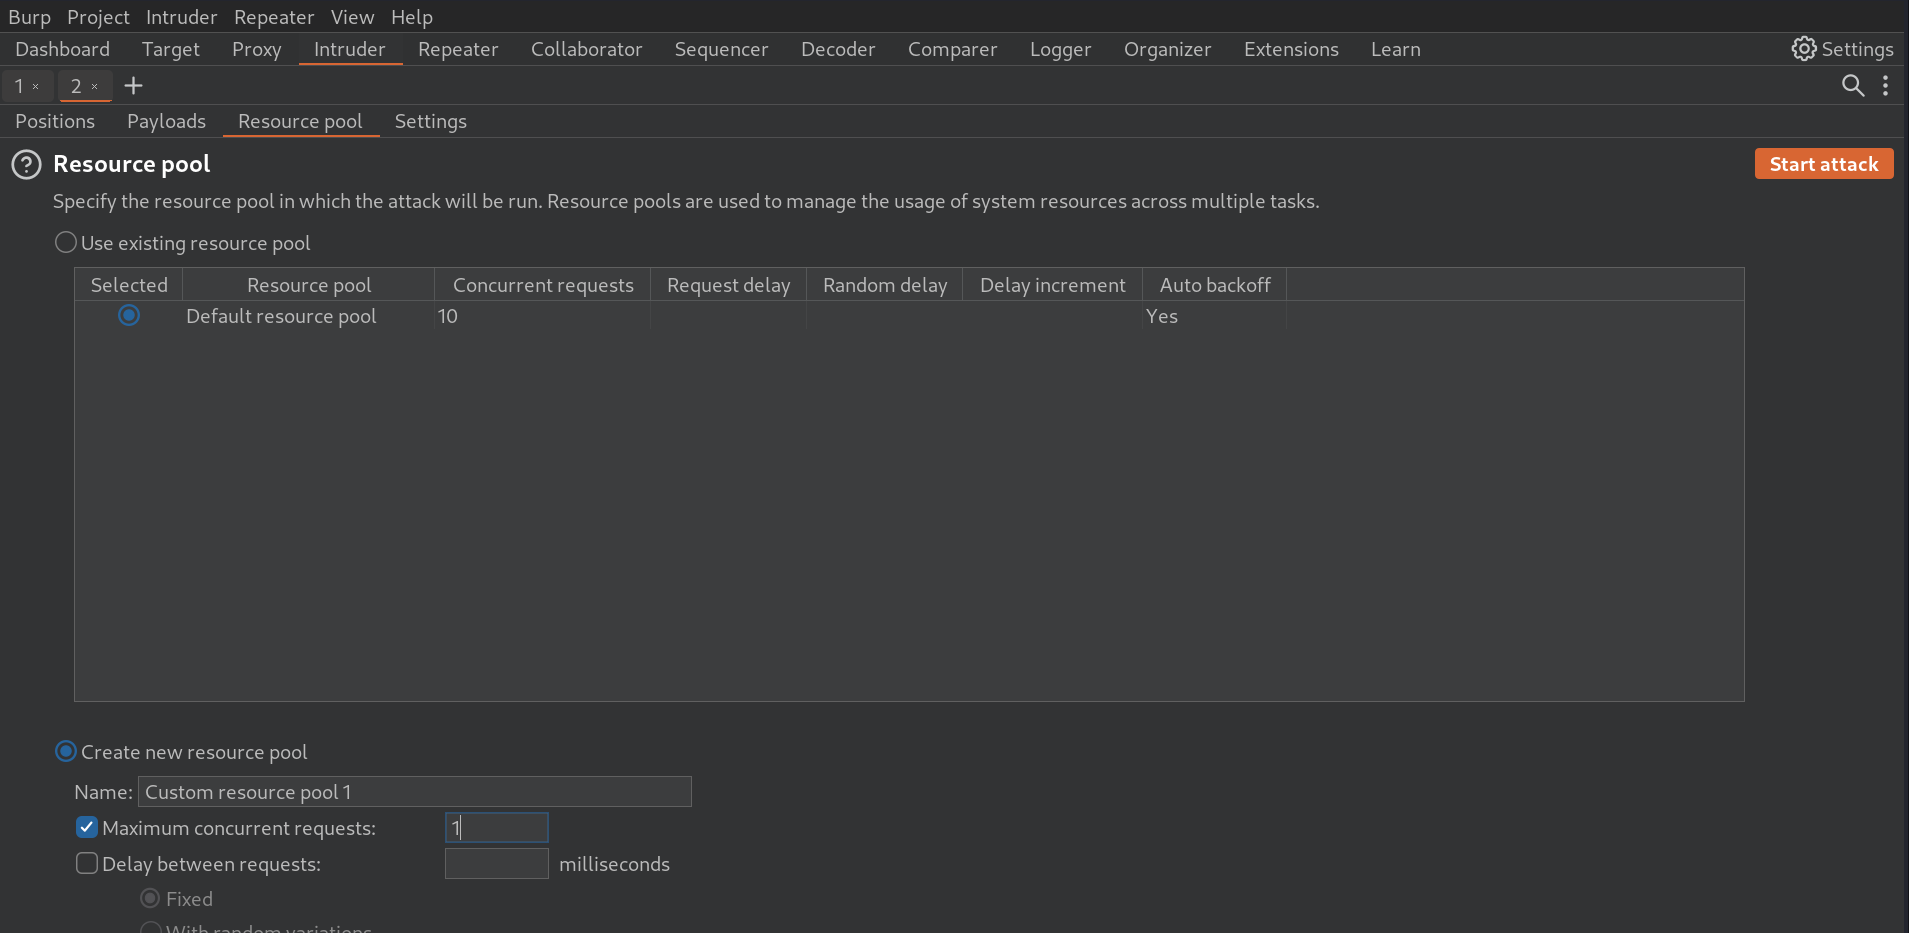 Burp Project Intruder Repeater View Help
Dashboard Target Proxy Intruder Repeater Collaborator Sequencer Decoder Comparer Logger Organizer Extensions Learn Settings
1 × 2 × +
Positions Payloads Resource pool Settings
? Resource pool Start attack
Specify the resource pool in which the attack will be run. Resource pools are used to manage the usage of system resources across multiple tasks.
Use existing resource pool
Selected Resource pool Concurrent requests Request delay Random delay Delay increment Auto backoff
Default resource pool 10 Yes
Create new resource pool
Name: Custom resource pool 1
Maximum concurrent requests: 1
Delay between requests: milliseconds
Fixed
With random variations